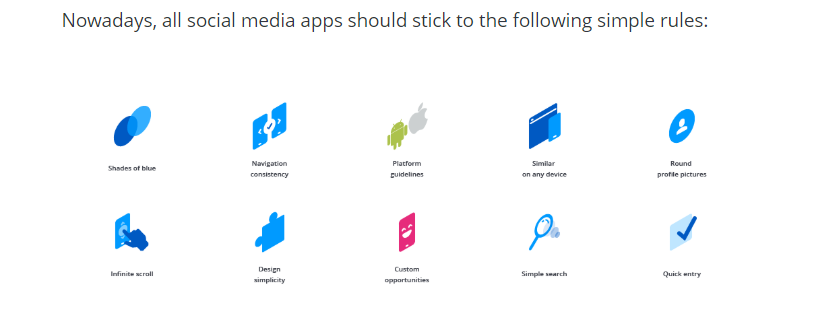 Nowadays, all social media apps should stick to the following simple rules:
Shades of blue
Navigation
consistency
Platform
guidelines
Similar
on any device
Round
profile pictures
Infinite scroll
Design
simplicity
Custom
opportunities
Simple search
Quick entry